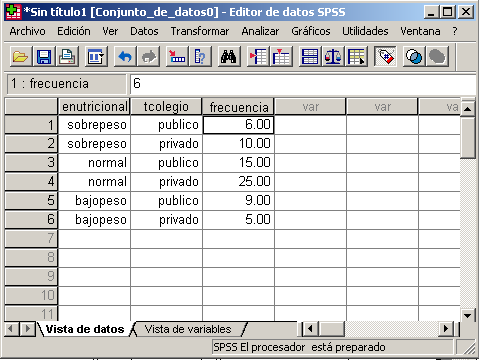 *Sin título1 [Conjunto_de_datos0] - Editor de datos SPSS
Archivo Edición Ver Datos Transformar Analizar Gráficos Utilidades Ventana ?
1 : frecuencia 6
enutricional tcolegio frecuencia var var va
1 sobrepeso publico 6.00
2 sobrepeso privado 10.00
3 normal publico 15.00
4 normal privado 25.00
5 bajopeso publico 9.00
6 bajopeso privado 5.00
7
8
9
10
11
Vista de datos Vista de variables
SPSS El procesador está preparado